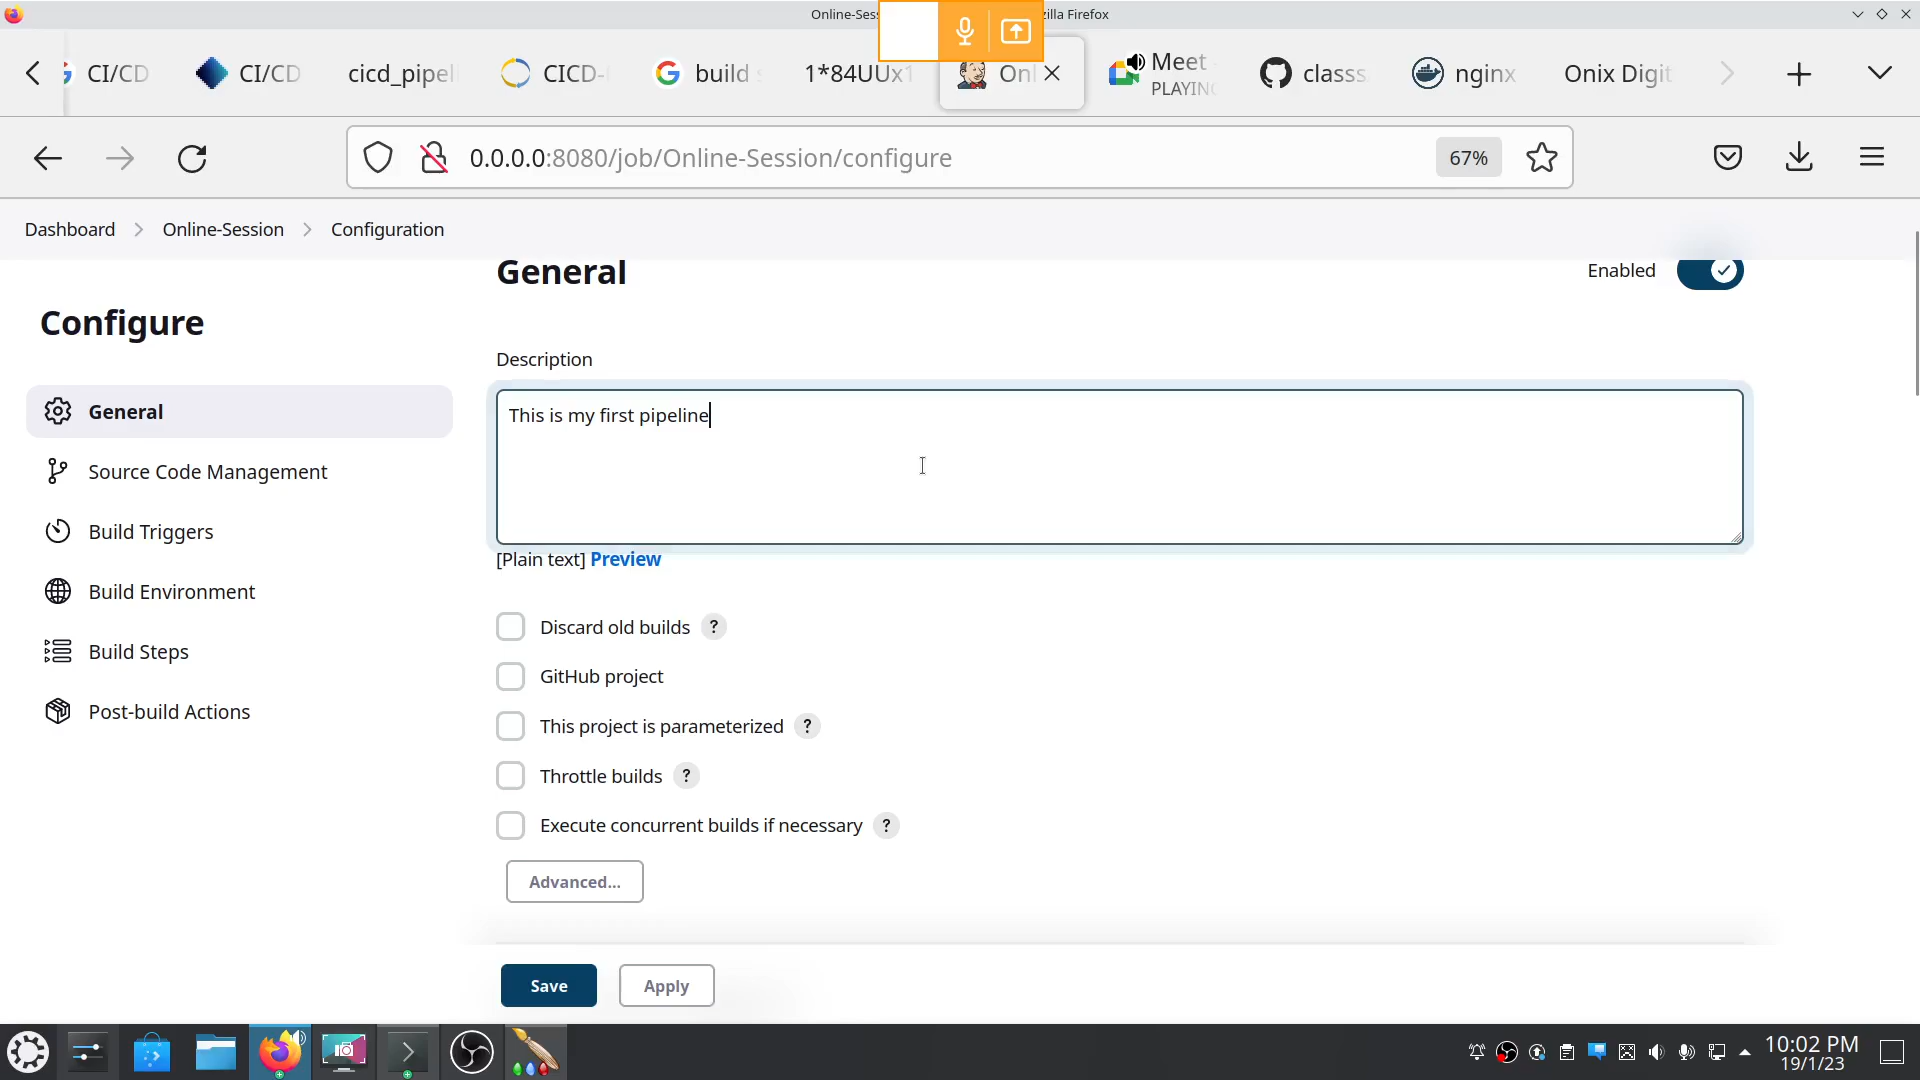 Online-Ses
zilla Firefox
CI/CD
CI/CD
cicd_pipel
CICD-
build s
1*84UUx1
Onl
Meet
PLAYING
classs
nginx
Onix Digit
0.0.0.0:8080/job/Online-Session/configure
67%
Dashboard
Online-Session
Configuration
Configure
General
Source Code Management
Build Triggers
Build Environment
Build Steps
Post-build Actions
General
Enabled
Description
This is my first pipeline
[Plain text] Preview
Discard old builds ?
GitHub project
This project is parameterized ?
Throttle builds ?
Execute concurrent builds if necessary ?
Advanced...
Save
Apply
10:02 PM
19/1/23